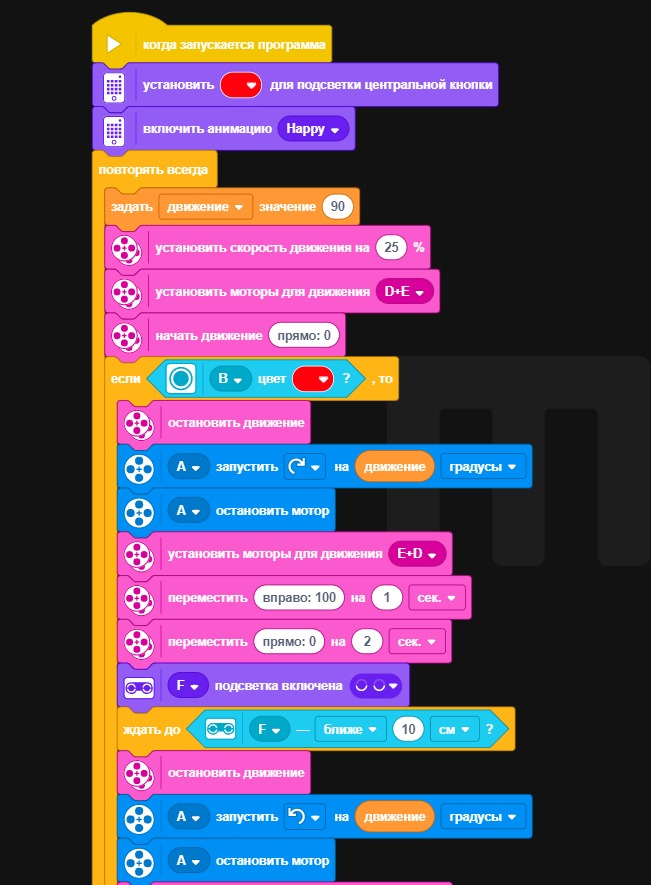 когда запускается программа
установить для подсветки центральной кнопки
включить анимацию Happy
повторять всегда
задать движение значение 90
установить скорость движения на 25 %
установить моторы для движения D+E
начать движение прямо: 0
если B цвет ? , то
остановить движение
A запустить на движение градусы
A остановить мотор
установить моторы для движения E+D
переместить вправо: 100 на 1 сек.
переместить прямо: 0 на 2 сек.
F подсветка включена
ждать до F — ближе 10 см ?
остановить движение
A запустить на движение градусы
A остановить мотор